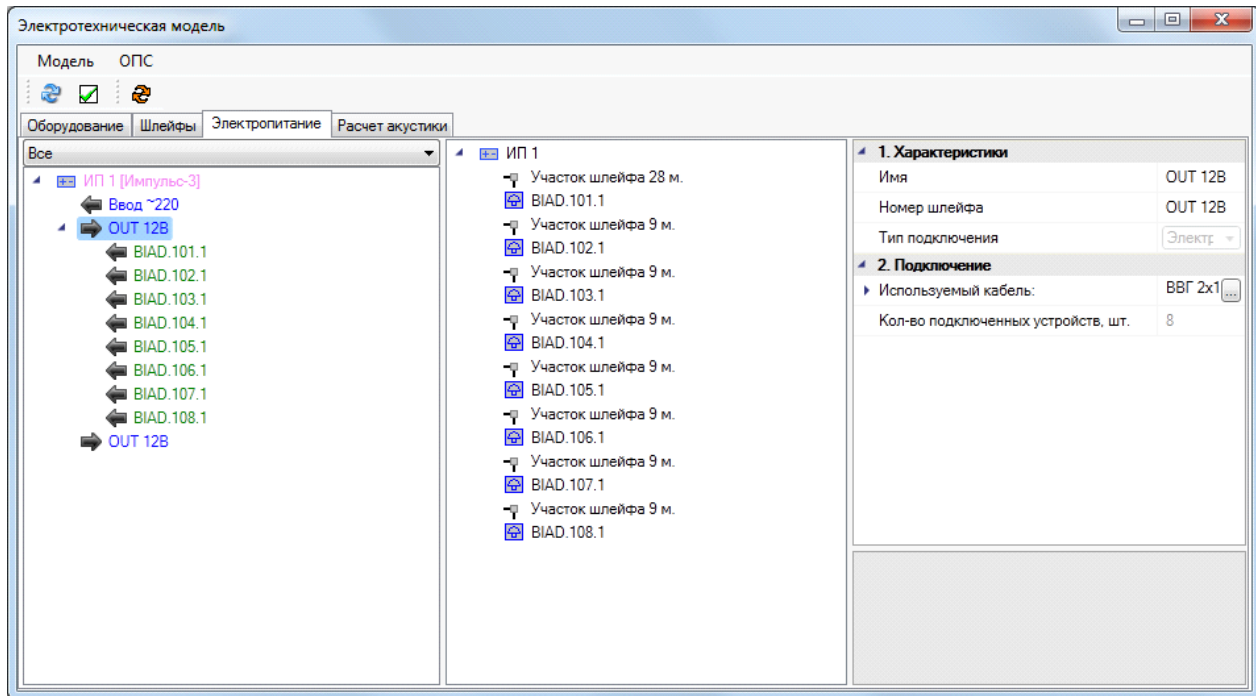 Электротехническая модель
Модель ОПС
Оборудование Шлейфы Электропитание Расчет акустики
Все
ИП 1 [Импульс-3]
Ввод ~220
OUT 12В
BIAD.101.1
BIAD.102.1
BIAD.103.1
BIAD.104.1
BIAD.105.1
BIAD.106.1
BIAD.107.1
BIAD.108.1
OUT 12В
ИП 1
Участок шлейфа 28 м.
BIAD.101.1
Участок шлейфа 9 м.
BIAD.102.1
Участок шлейфа 9 м.
BIAD.103.1
Участок шлейфа 9 м.
BIAD.104.1
Участок шлейфа 9 м.
BIAD.105.1
Участок шлейфа 9 м.
BIAD.106.1
Участок шлейфа 9 м.
BIAD.107.1
Участок шлейфа 9 м.
BIAD.108.1
1. Характеристики
Имя OUT 12В
Номер шлейфа OUT 12В
Тип подключения Электр
2. Подключение
Используемый кабель: ВВГ 2x1 ...
Кол-во подключенных устройств, шт. 8